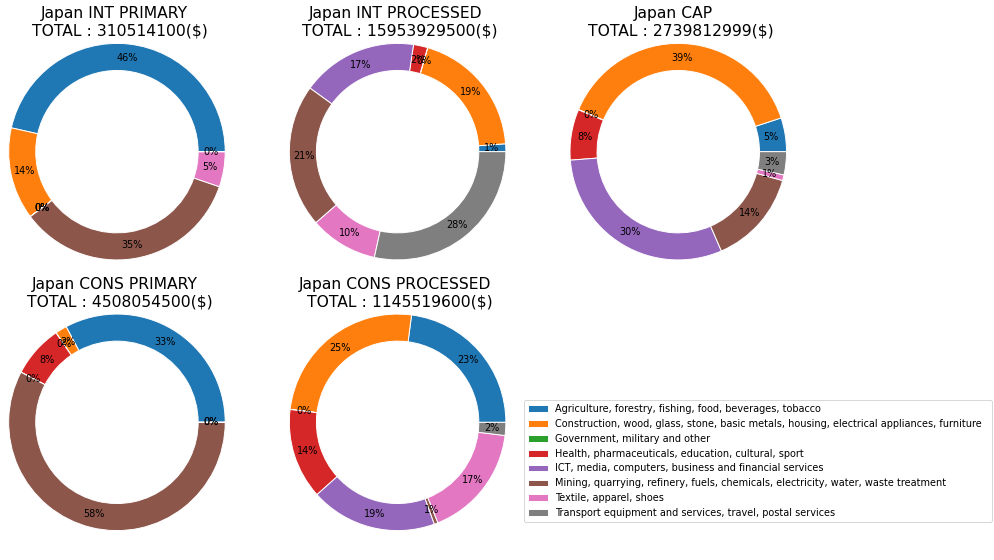 Japan INT PRIMARY
TOTAL : 310514100($)
46%
14%
0%
0%
35%
5%
0%
Japan INT PROCESSED
TOTAL : 15953929500($)
1%
19%
0%
2%
17%
21%
10%
28%
Japan CAP
TOTAL : 2739812999($)
5%
39%
0%
8%
30%
14%
1%
3%
Japan CONS PRIMARY
TOTAL : 4508054500($)
33%
2%
0%
8%
0%
58%
0%
Japan CONS PROCESSED
TOTAL : 1145519600($)
23%
25%
0%
14%
19%
1%
17%
2%
Agriculture, forestry, fishing, food, beverages, tobacco
Construction, wood, glass, stone, basic metals, housing, electrical appliances, furniture
Government, military and other
Health, pharmaceuticals, education, cultural, sport
ICT, media, computers, business and financial services
Mining, quarrying, refinery, fuels, chemicals, electricity, water, waste treatment
Textile, apparel, shoes
Transport equipment and services, travel, postal services